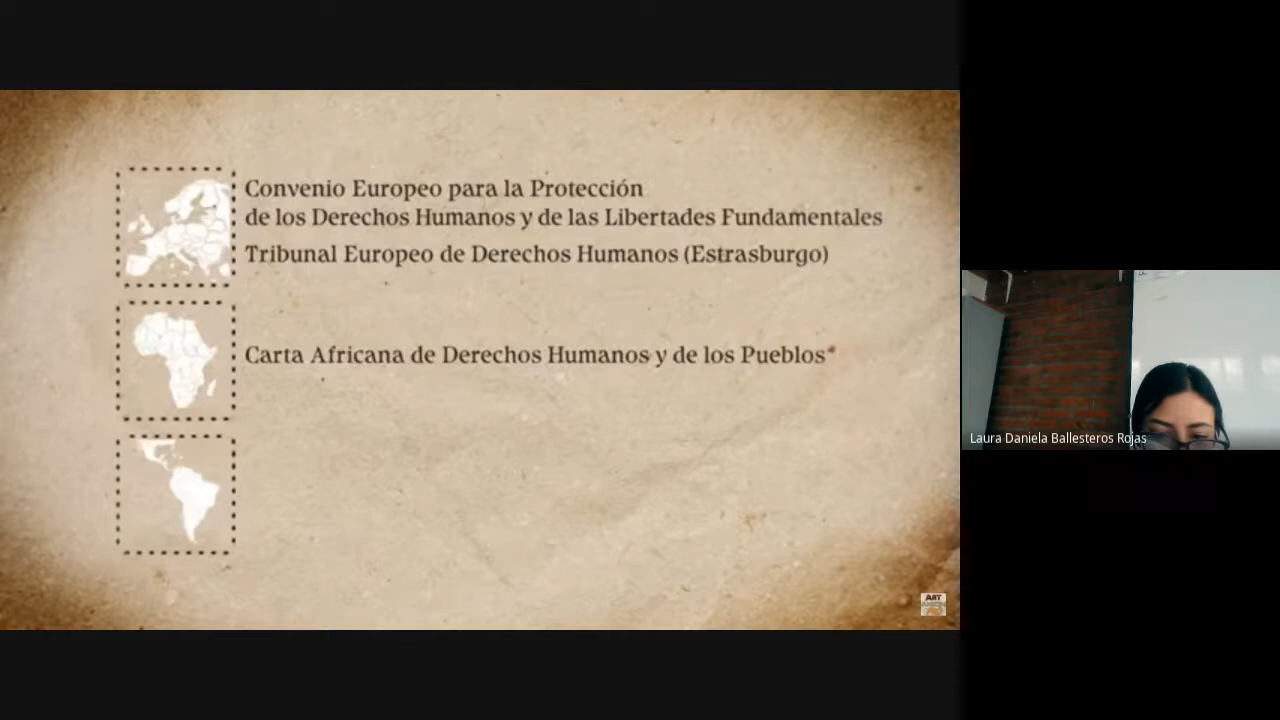 Convenio Europeo para la Protección
de los Derechos Humanos y de las Libertades Fundamentales
Tribunal Europeo de Derechos Humanos (Estrasburgo)
Carta Africana de Derechos Humanos y de los Pueblos*
Laura Daniela Ballesteros Rojas
ART